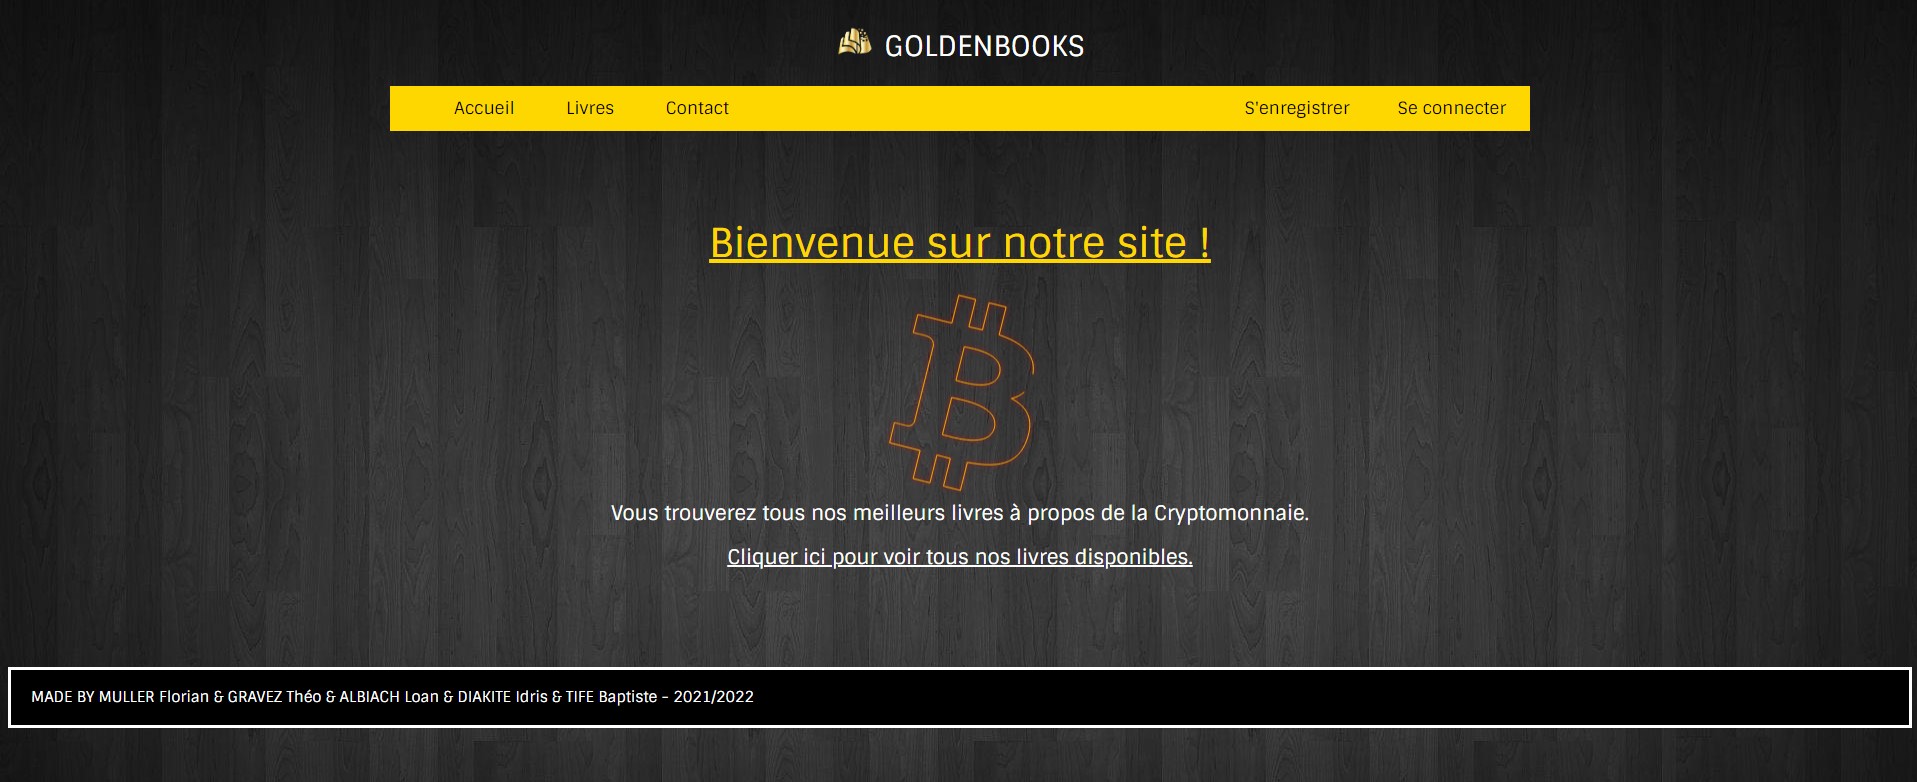 GOLDENBOOKS
Accueil Livres Contact S'enregistrer Se connecter
Bienvenue sur notre site !
Vous trouverez tous nos meilleurs livres à propos de la Cryptomonnaie.
Cliquer ici pour voir tous nos livres disponibles.
MADE BY MULLER Florian & GRAVEZ Théo & ALBIACH Loan & DIAKITE Idris & TIFE Baptiste - 2021/2022